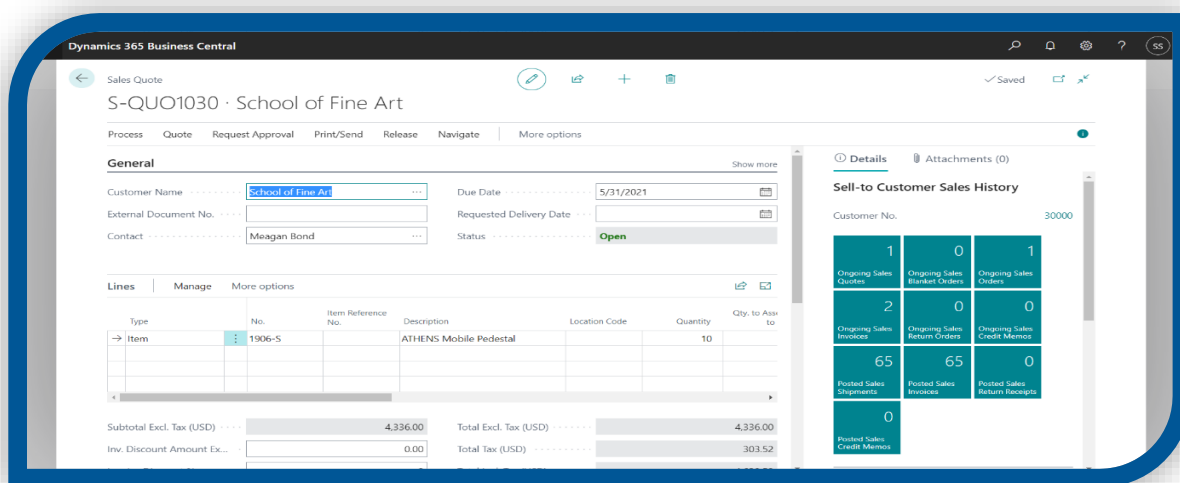 Dynamics 365 Business Central
SS
Sales Quote
Saved
S-QUO1030 · School of Fine Art
Process Quote Request Approval Print/Send Release Navigate More options
General
Show more
Customer Name School of Fine Art
Due Date 5/31/2021
External Document No.
Requested Delivery Date
Contact Meagan Bond
Status Open
Lines Manage More options
Type No. Item Reference No. Description Location Code Quantity Qty. to Ass to
Item 1906-S ATHENS Mobile Pedestal 10
Subtotal Excl. Tax (USD) 4,336.00
Total Excl. Tax (USD) 4,336.00
Inv. Discount Amount Ex... 0.00
Total Tax (USD) 303.52
Details Attachments (0)
Sell-to Customer Sales History
Customer No. 30000
1 Ongoing Sales Quotes
0 Ongoing Sales Blanket Orders
1 Ongoing Sales Orders
2 Ongoing Sales Invoices
0 Ongoing Sales Return Orders
0 Ongoing Sales Credit Memos
65 Posted Sales Shipments
65 Posted Sales Invoices
0 Posted Sales Return Receipts
0 Posted Sales Credit Memos